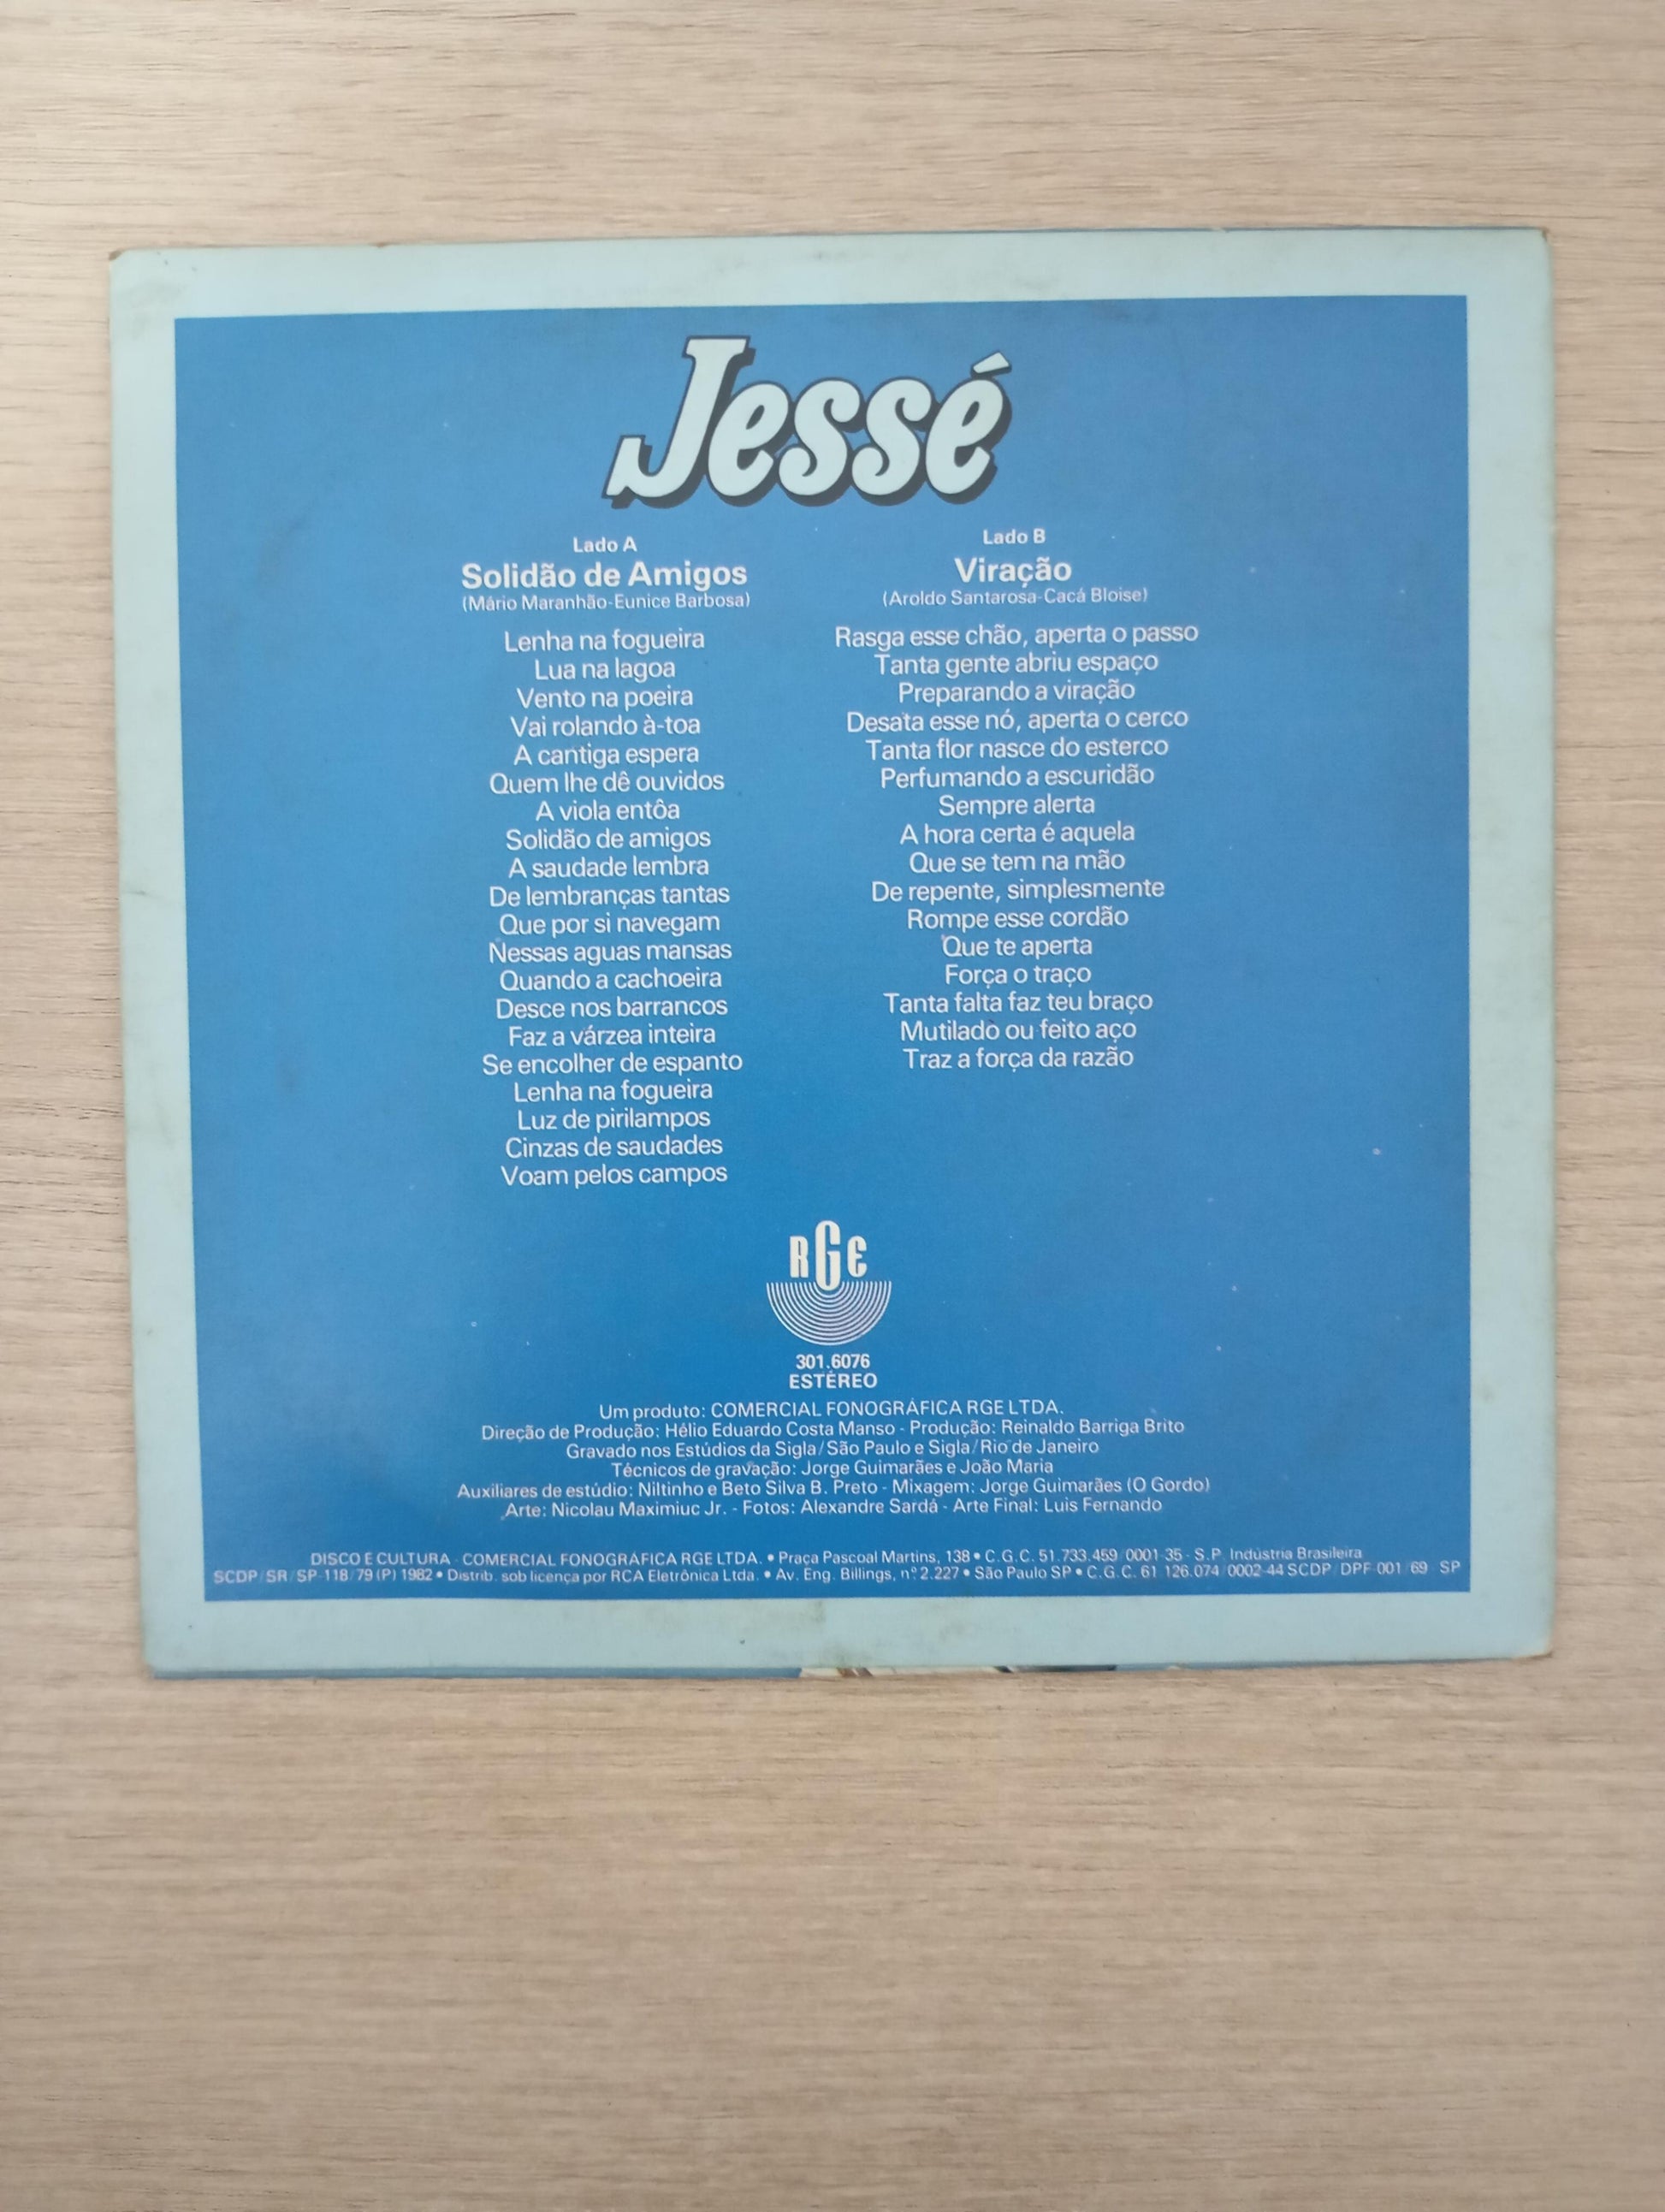 Jessé
Lado A
Solidão de Amigos
(Mário Maranhão-Eunice Barbosa)
Lenha na fogueira
Lua na lagoa
Vento na poeira
Vai rolando à-toa
A cantiga espera
Quem lhe dê ouvidos
A viola entôa
Solidão de amigos
A saudade lembra
De lembranças tantas
Que por si navegam
Nessas aguas mansas
Quando a cachoeira
Desce nos barrancos
Faz a várzea inteira
Se encolher de espanto
Lenha na fogueira
Luz de pirilampos
Cinzas de saudades
Voam pelos campos
Lado B
Viração
(Aroldo Santarosa-Cacá Bloise)
Rasga esse chão, aperta o passo
Tanta gente abriu espaço
Preparando a viração
Desata esse nó, aperta o cerco
Tanta flor nasce do esterco
Perfumando a escuridão
Sempre alerta
A hora certa é aquela
Que se tem na mão
De repente, simplesmente
Rompe esse cordão
Que te aperta
Força o traço
Tanta falta faz teu braço
Mutilado ou feito aço
Traz a força da razão
RGE
301.6076
ESTÉREO
Um produto: COMERCIAL FONOGRÁFICA RGE LTDA.
Direção de Produção: Hélio Eduardo Costa Manso - Produção: Reinaldo Barriga Brito
Gravado nos Estúdios da Sigla/São Paulo e Sigla/Rio de Janeiro
Técnicos de gravação: Jorge Guimarães e João Maria
Auxiliares de estúdio: Niltinho e Beto Silva B. Preto - Mixagem: Jorge Guimarães (O Gordo)
Arte: Nicolau Maximiuc Jr. - Fotos: Alexandre Sardá - Arte Final: Luis Fernando
DISCO É CULTURA - COMERCIAL FONOGRÁFICA RGE LTDA. • Praça Pascoal Martins, 138 • C.G.C. 51.733.459/0001-35 - S.P. Indústria Brasileira
SCDP/SR/SP-118/79 (P) 1982 • Distrib. sob licença por RCA Eletrônica Ltda. • Av. Eng. Billings, nº 2.227 • São Paulo SP • C.G.C. 61 126.074/0002-44 SCDP/DPF-001/69 - SP